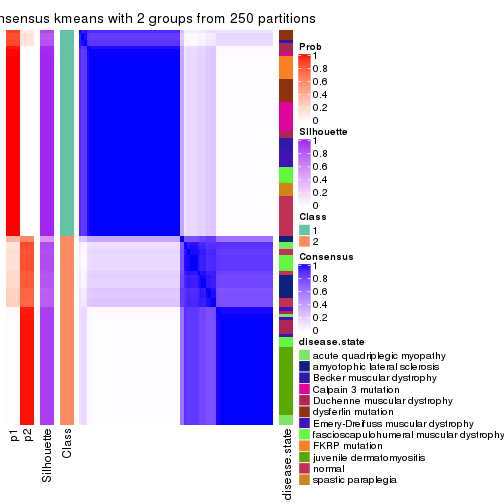 nsensus kmeans with 2 groups from 250 partitions
Prob
1
0.8
0.6
0.4
0.2
0
Silhouette
1
0.8
0.6
0.4
0.2
0
Class
1
2
Consensus
1
0.8
0.6
0.4
0.2
0
disease.state
acute quadriplegic myopathy
amyotophic lateral sclerosis
Becker muscular dystrophy
Calpain 3 mutation
Duchenne muscular dystrophy
dysferlin mutation
Emery-Dreifuss muscular dystrophy
fascioscapulohumeral muscular dystrophy
FKRP mutation
juvenile dermatomyositis
normal
spastic paraplegia
p1
p2
Silhouette
Class
disease.state